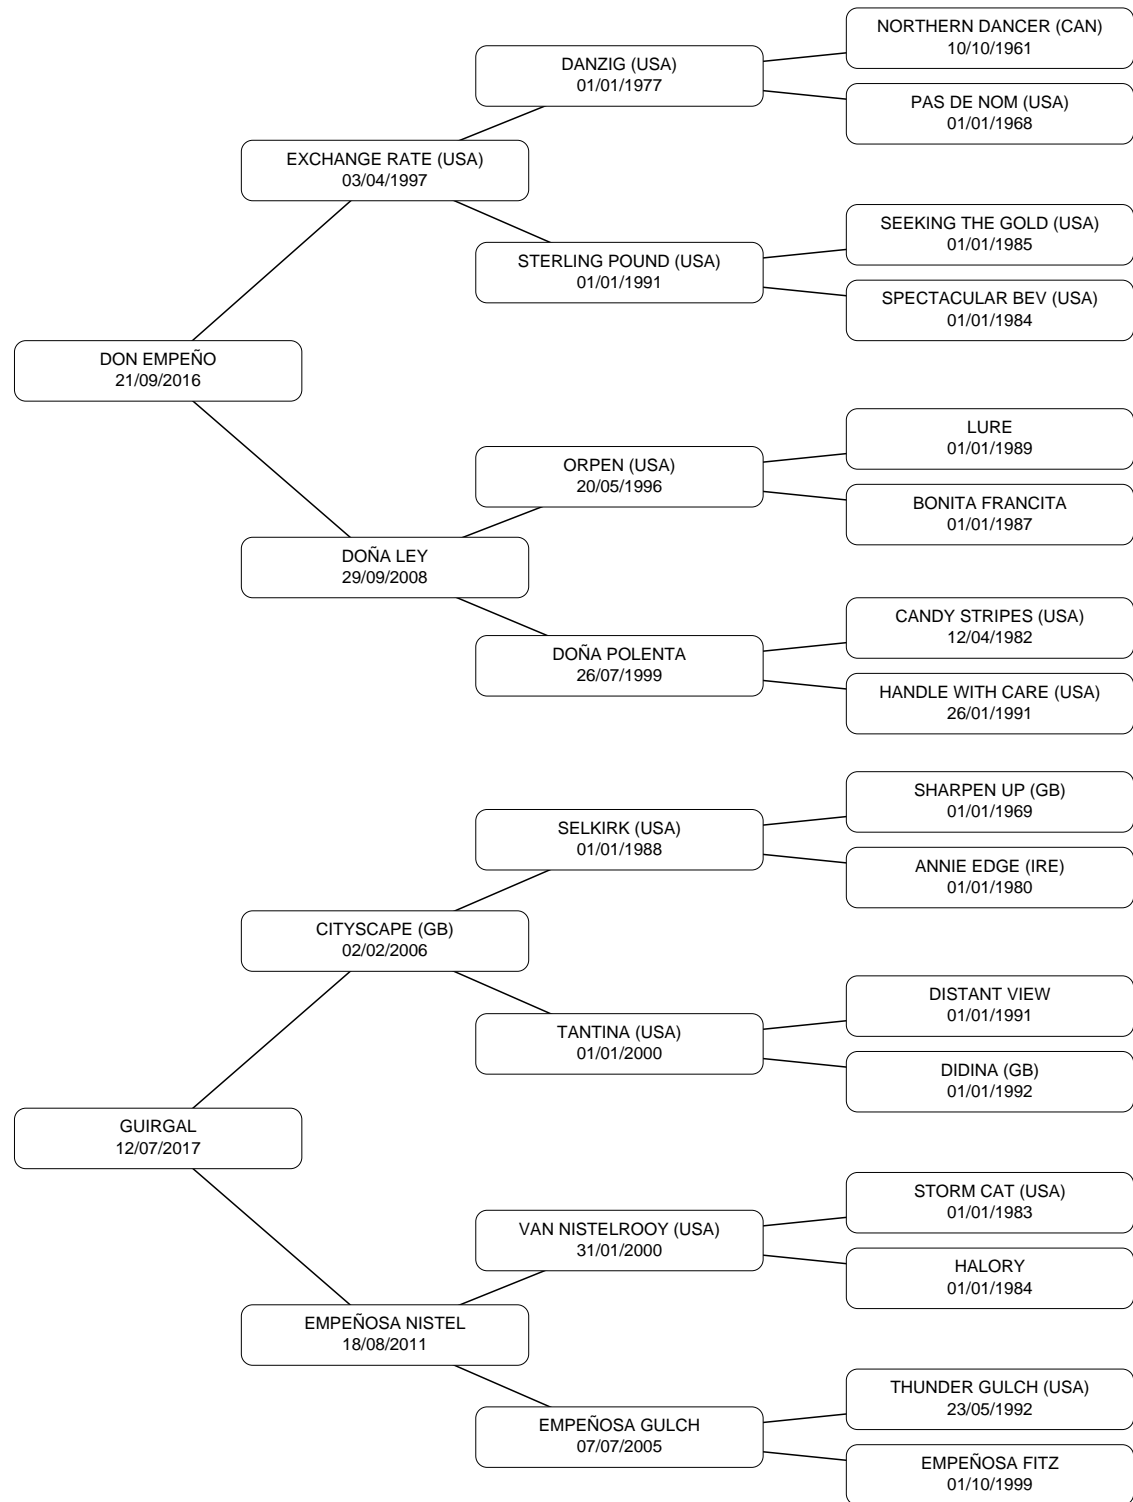 NORTHERN DANCER (CAN)
10/10/1961
DANZIG (USA)
01/01/1977
PAS DE NOM (USA)
01/01/1968
EXCHANGE RATE (USA)
03/04/1997
SEEKING THE GOLD (USA)
01/01/1985
STERLING POUND (USA)
01/01/1991
SPECTACULAR BEV (USA)
01/01/1984
DON EMPEÑO
21/09/2016
LURE
01/01/1989
ORPEN (USA)
20/05/1996
BONITA FRANCITA
01/01/1987
DOÑA LEY
29/09/2008
CANDY STRIPES (USA)
12/04/1982
DOÑA POLENTA
26/07/1999
HANDLE WITH CARE (USA)
26/01/1991
SHARPEN UP (GB)
01/01/1969
SELKIRK (USA)
01/01/1988
ANNIE EDGE (IRE)
01/01/1980
CITYSCAPE (GB)
02/02/2006
DISTANT VIEW
01/01/1991
TANTINA (USA)
01/01/2000
DIDINA (GB)
01/01/1992
GUIRGAL
12/07/2017
STORM CAT (USA)
01/01/1983
VAN NISTELROOY (USA)
31/01/2000
HALORY
01/01/1984
EMPEÑOSA NISTEL
18/08/2011
THUNDER GULCH (USA)
23/05/1992
EMPEÑOSA GULCH
07/07/2005
EMPEÑOSA FITZ
01/10/1999